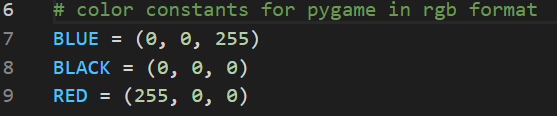 6 # color constants for pygame in rgb format
7 BLUE = (0, 0, 255)
8 BLACK = (0, 0, 0)
9 RED = (255, 0, 0)